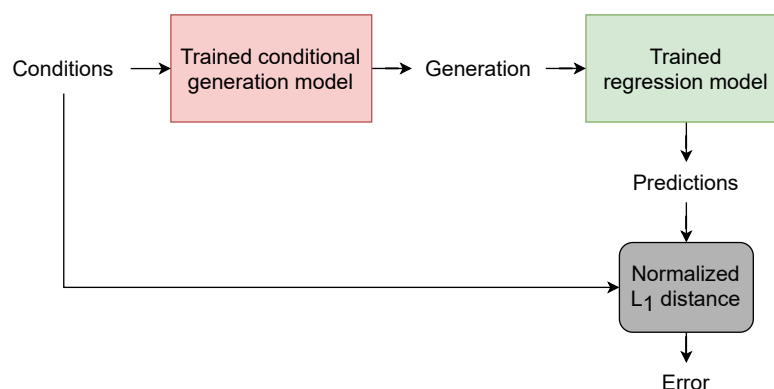 Conditions
Trained conditional
generation model
Generation
Trained
regression model
Predictions
Normalized
L1 distance
Error